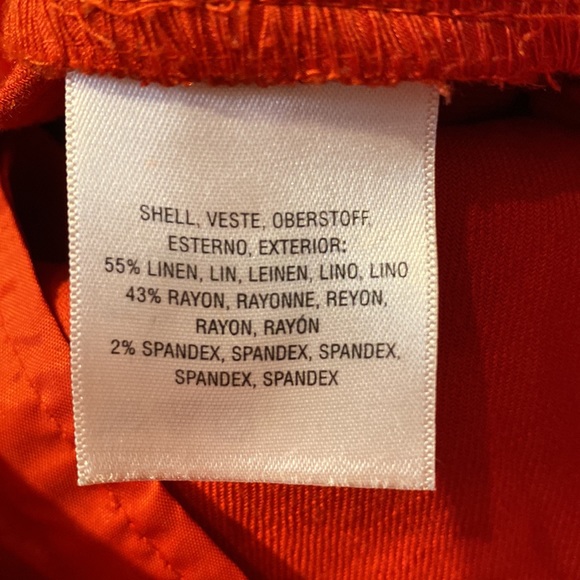 SHELL, VESTE, OBERSTOFF,
ESTERNO, EXTERIOR:
55% LINEN, LIN, LEINEN, LINO, LINO
43% RAYON, RAYONNE, REYON,
RAYON, RAYÓN
2% SPANDEX, SPANDEX, SPANDEX,
SPANDEX, SPANDEX